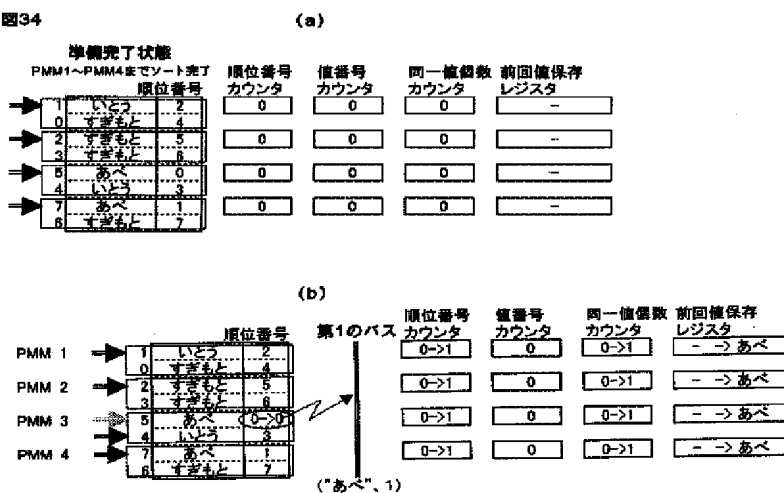 図34
(a)
準備完了状態
PMM1～PMM4までソート完了
順位番号
順位番号 値番号 同一値個数 前回値保存
カウンタ カウンタ カウンタ レジスタ
1 いとう 2 0 0 0 -
0 すぎもと 4
2 すぎもと 5 0 0 0 -
3 すぎもと 6
5 あべ 0 0 0 0 -
4 いとう 3
7 あべ 1 0 0 0 -
6 すぎもと 7
(b)
順位番号 第1のバス
順位番号 値番号 同一値個数 前回値保存
カウンタ カウンタ カウンタ レジスタ
PMM 1 1 いとう 2 0->1 0 0->1 - -> あべ
0 すぎもと 4
PMM 2 2 すぎもと 5 0->1 0 0->1 - -> あべ
3 すぎもと 6
PMM 3 5 あべ 0->0 0->1 0 0->1 - -> あべ
4 いとう 3
PMM 4 7 あべ 1 0->1 0 0->1 - -> あべ
6 すぎもと 7
("あべ"、1)